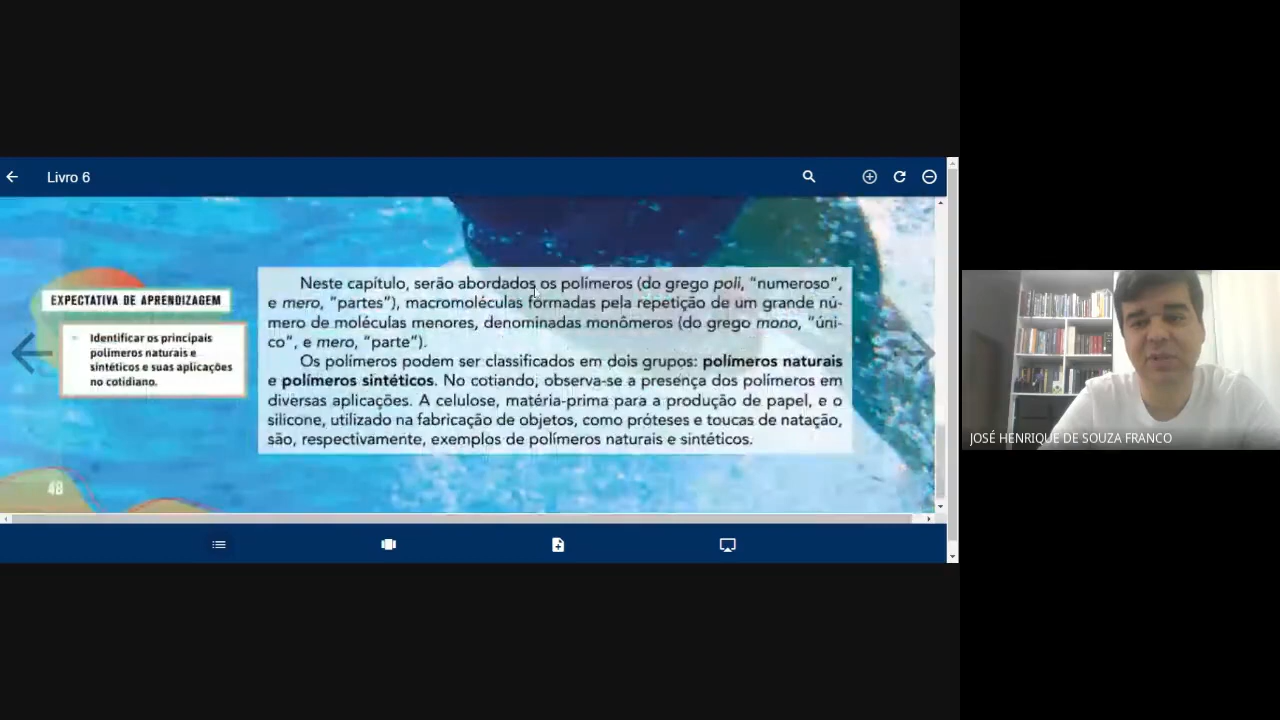 Livro 6
EXPECTATIVA DE APRENDIZAGEM
Identificar os principais
polímeros naturais e
sintéticos e suas aplicações
no cotidiano.
Neste capítulo, serão abordados os polímeros (do grego poli, “numeroso”,
e mero, “partes”), macromoléculas formadas pela repetição de um grande nú-
mero de moléculas menores, denominadas monômeros (do grego mono, “úni-
co”, e mero, “parte”).
Os polímeros podem ser classificados em dois grupos: polímeros naturais
e polímeros sintéticos. No cotiando, observa-se a presença dos polímeros em
diversas aplicações. A celulose, matéria-prima para a produção de papel, e o
silicone, utilizado na fabricação de objetos, como próteses e toucas de natação,
são, respectivamente, exemplos de polímeros naturais e sintéticos.
48
JOSÉ HENRIQUE DE SOUZA FRANCO